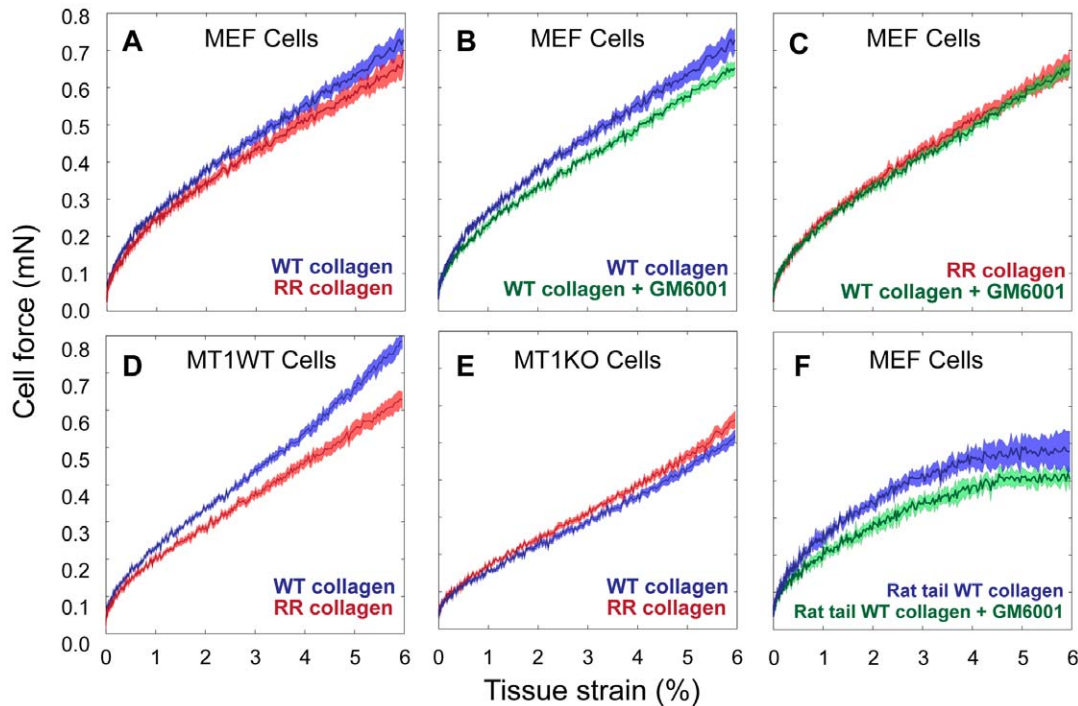 A MEF Cells
B MEF Cells
C MEF Cells
0.8
0.7
0.6
0.5
0.4
0.3
0.2
0.1
0.0
WT collagen
RR collagen
WT collagen
WT collagen + GM6001
RR collagen
WT collagen + GM6001
Cell force (mN)
D MT1WT Cells
E MT1KO Cells
F MEF Cells
0.8
0.7
0.6
0.5
0.4
0.3
0.2
0.1
0.0
WT collagen
RR collagen
WT collagen
RR collagen
Rat tail WT collagen
Rat tail WT collagen + GM6001
0 1 2 3 4 5 6
0 1 2 3 4 5 6
0 1 2 3 4 5 6
Tissue strain (%)